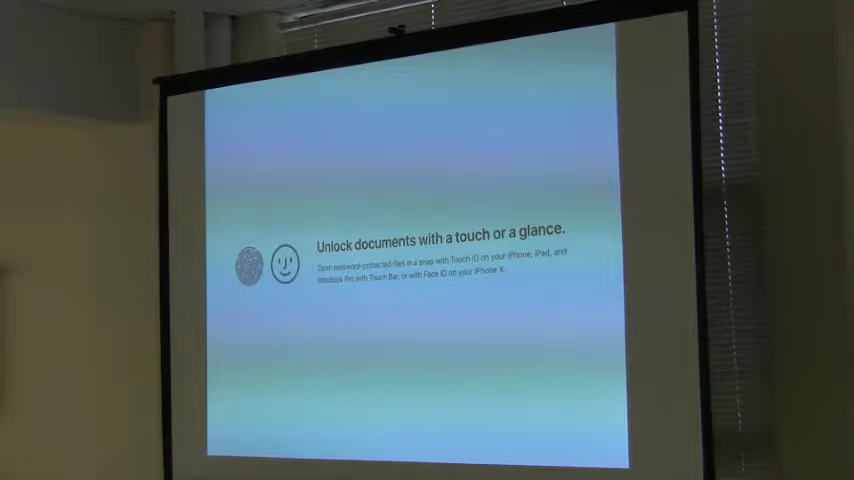 Unlock documents with a touch or a glance.
Open password-protected files in a snap with Touch ID on your iPhone, iPad, and
MacBook Pro with Touch Bar, or with Face ID on your iPhone X.